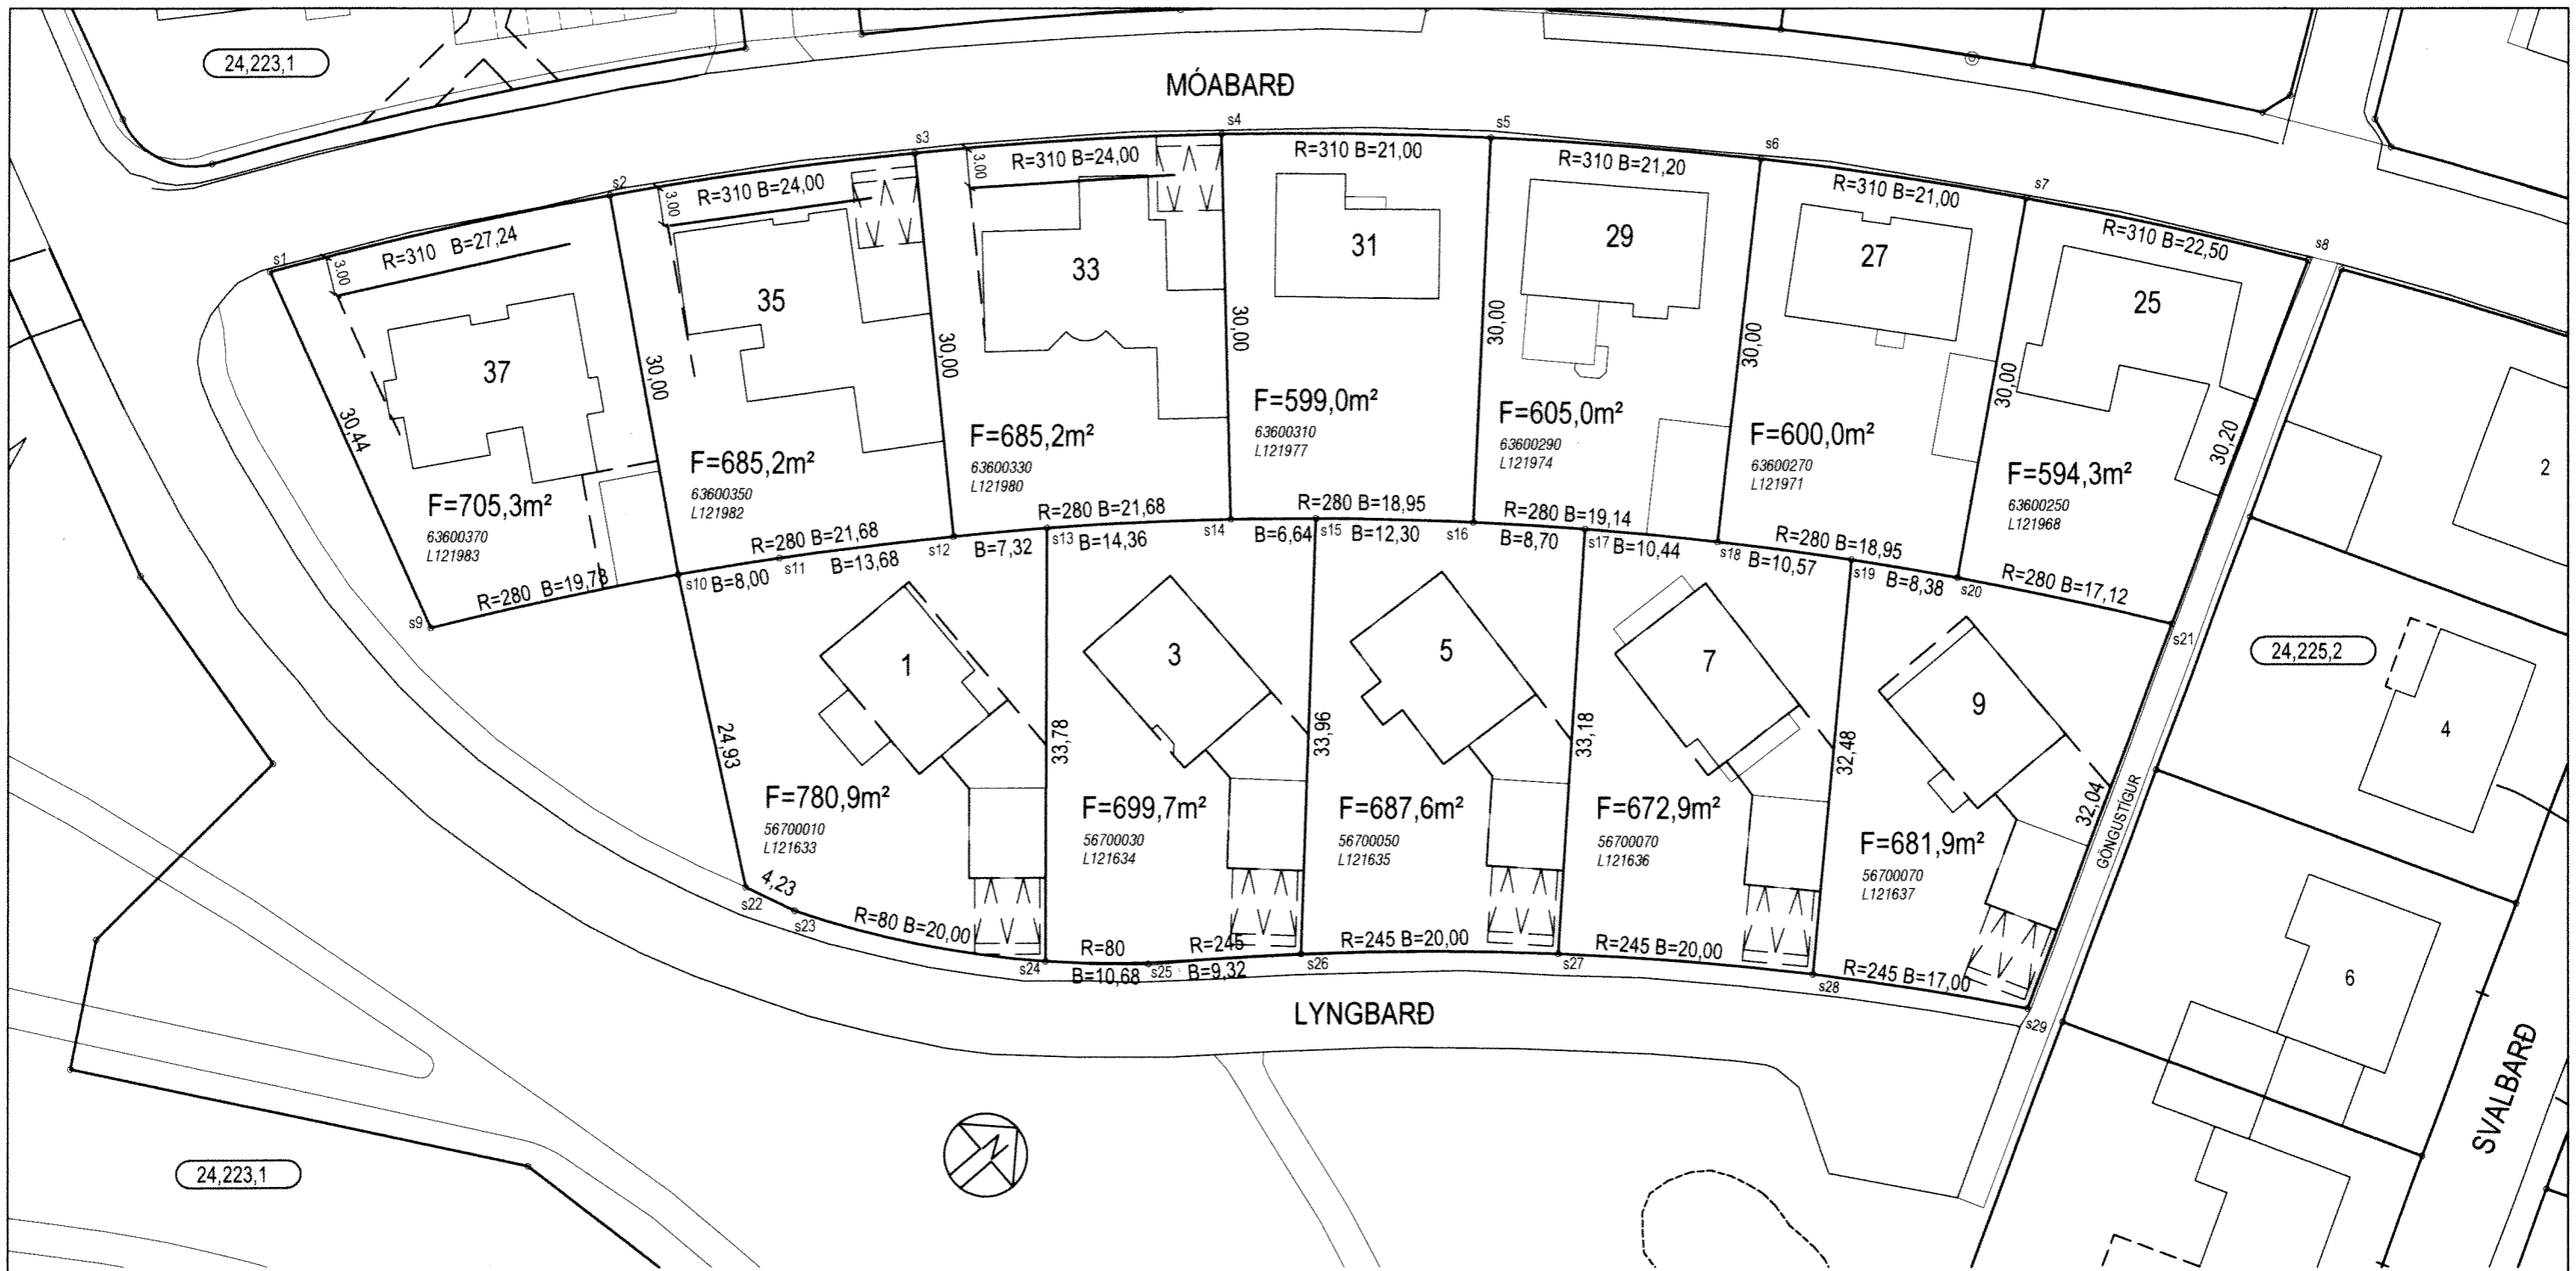 24,223,1
MÓABARÐ
s1
s2
s3
s4
s5
s6
s7
s8
R=310 B=27,24
R=310 B=24,00
R=310 B=24,00
R=310 B=21,00
R=310 B=21,20
R=310 B=21,00
R=310 B=22,50
3.00
3.00
3.00
37
35
33
31
29
27
25
30,44
30,00
30,00
30,00
30,00
30,00
30,00
30,20
F=705,3m²
63600370
L121983
F=685,2m²
63600350
L121982
F=685,2m²
63600330
L121980
F=599,0m²
63600310
L121977
F=605,0m²
63600290
L121974
F=600,0m²
63600270
L121971
F=594,3m²
63600250
L121968
R=280 B=19,78
R=280 B=21,68
R=280 B=21,68
R=280 B=18,95
R=280 B=19,14
R=280 B=18,95
R=280 B=17,12
s9
s10
B=8,00
s11
B=13,68
s12
B=7,32
s13
B=14,36
s14
B=6,64
s15
B=12,30
s16
B=8,70
s17
B=10,44
s18
B=10,57
s19
B=8,38
s20
s21
1
3
5
7
9
24,93
33,78
33,96
33,18
32,48
32,04
GÖNGUSTÍGUR
F=780,9m²
56700010
L121633
F=699,7m²
56700030
L121634
F=687,6m²
56700050
L121635
F=672,9m²
56700070
L121636
F=681,9m²
56700070
L121637
4,23
s22
s23
R=80 B=20,00
s24
R=80
B=10,68
s25
R=245
B=9,32
s26
R=245 B=20,00
s27
R=245 B=20,00
s28
R=245 B=17,00
s29
LYNGBARÐ
24,225,2
2
4
6
SVALBARÐ
24,223,1